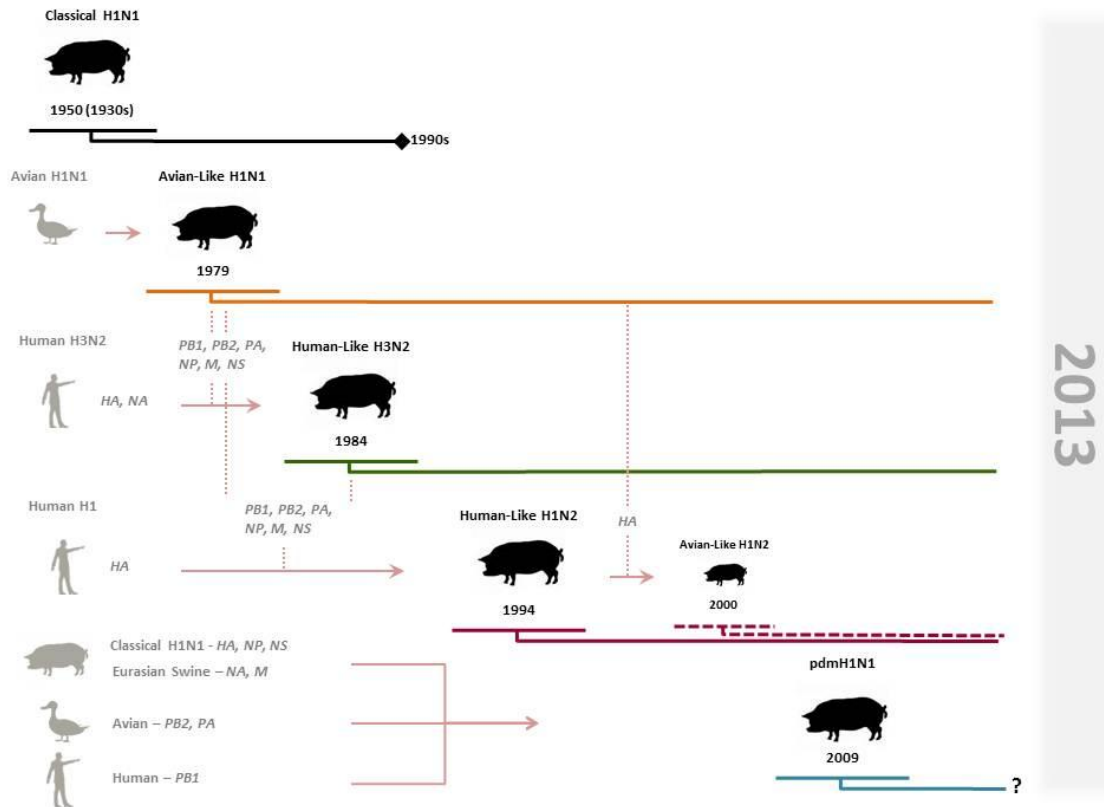 Classical H1N1
1950 (1930s)
1990s
Avian H1N1
Avian-Like H1N1
1979
Human H3N2
PB1, PB2, PA,
NP, M, NS
Human-Like H3N2
HA, NA
1984
Human H1
PB1, PB2, PA,
NP, M, NS
Human-Like H1N2
HA
HA
Avian-Like H1N2
1994
2000
Classical H1N1 - HA, NP, NS
Eurasian Swine – NA, M
pdmH1N1
Avian – PB2, PA
2009
Human – PB1
?
2013